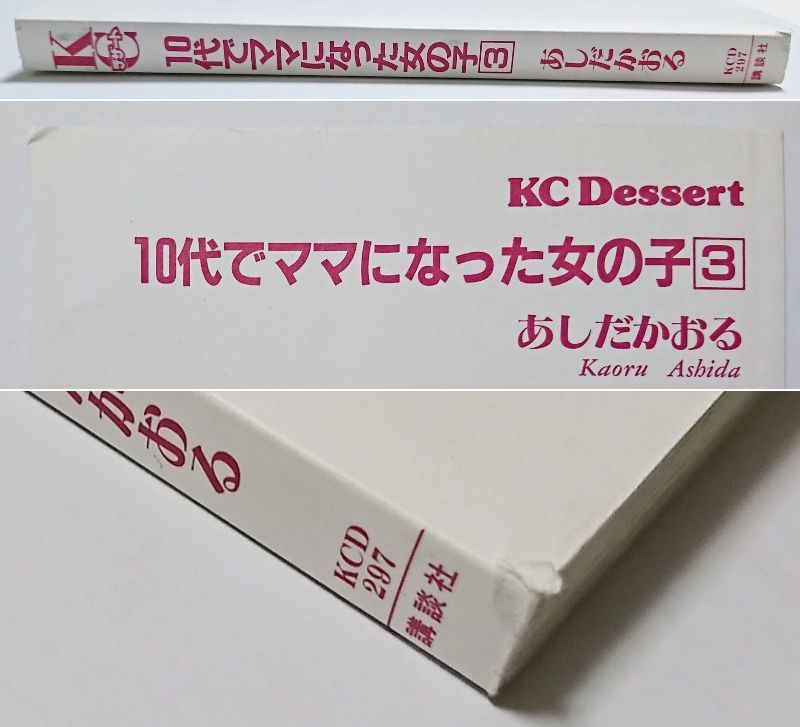 KC デザート 10代でママになった女の子 3 あしだかおる KCD 297 講談社
KC Dessert
10代でママになった女の子 3
あしだかおる
Kaoru Ashida
かおる
KCD
297
講談社